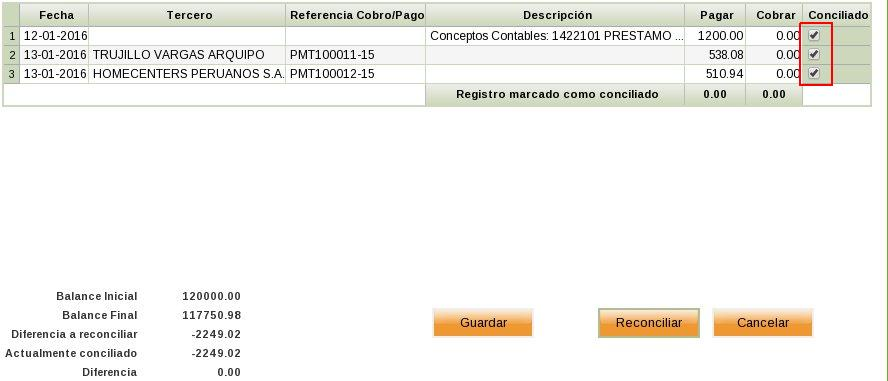 Fecha Tercero Referencia Cobro/Pago Descripción Pagar Cobrar Conciliado
1 12-01-2016 Conceptos Contables: 1422101 PRESTAMO ... 1200.00 0.00
2 13-01-2016 TRUJILLO VARGAS ARQUIPO PMT100011-15 538.08 0.00
3 13-01-2016 HOMECENTERS PERUANOS S.A. PMT100012-15 510.94 0.00
Registro marcado como conciliado 0.00 0.00
Balance Inicial 120000.00
Balance Final 117750.98
Diferencia a reconciliar -2249.02
Actualmente conciliado -2249.02
Diferencia 0.00
Guardar Reconciliar Cancelar